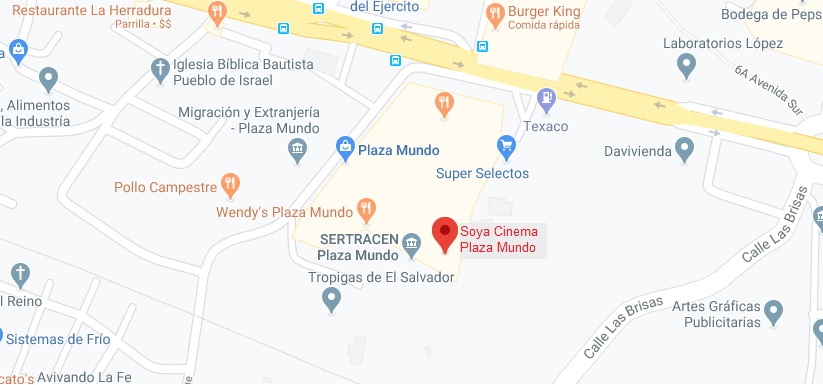 Restaurante La Herradura
Parrilla • $$
del Ejercito
Burger King
Comida rápida
Bodega de Peps
Laboratorios López
6A Avenida Sur
Iglesia Bíblica Bautista
Pueblo de Israel
a
, Alimentos
la Industría
Migración y Extranjería
- Plaza Mundo
Plaza Mundo
Texaco
Super Selectos
Davivienda
Pollo Campestre
Wendy's Plaza Mundo
SERTRACEN
Plaza Mundo
Soya Cinema
Plaza Mundo
Calle Las Brisas
Tropigas de El Salvador
l Reino
Artes Gráficas
Publicitarias
Calle Las Brisas
Sistemas de Frío
cato's
Avivando La Fe
ue